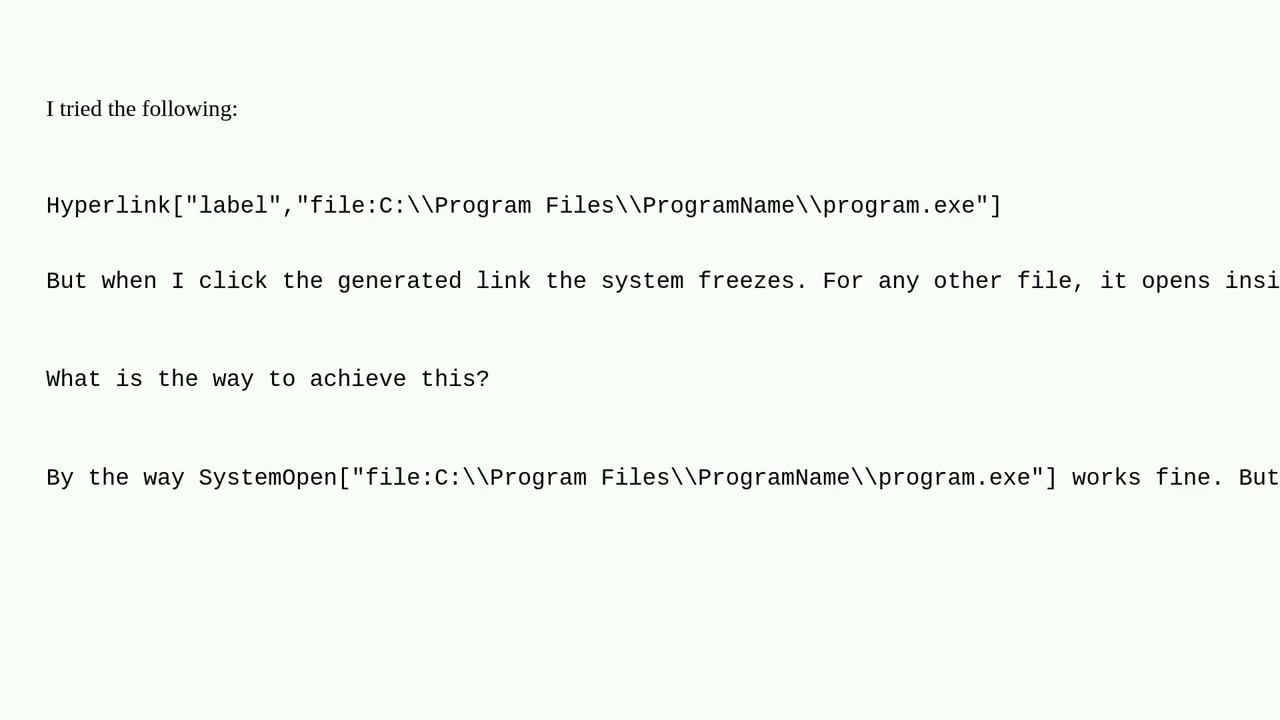 I tried the following:
Hyperlink["label","file:C:\\Program Files\\ProgramName\\program.exe"]
But when I click the generated link the system freezes. For any other file, it opens insi
What is the way to achieve this?
By the way SystemOpen["file:C:\\Program Files\\ProgramName\\program.exe"] works fine. But